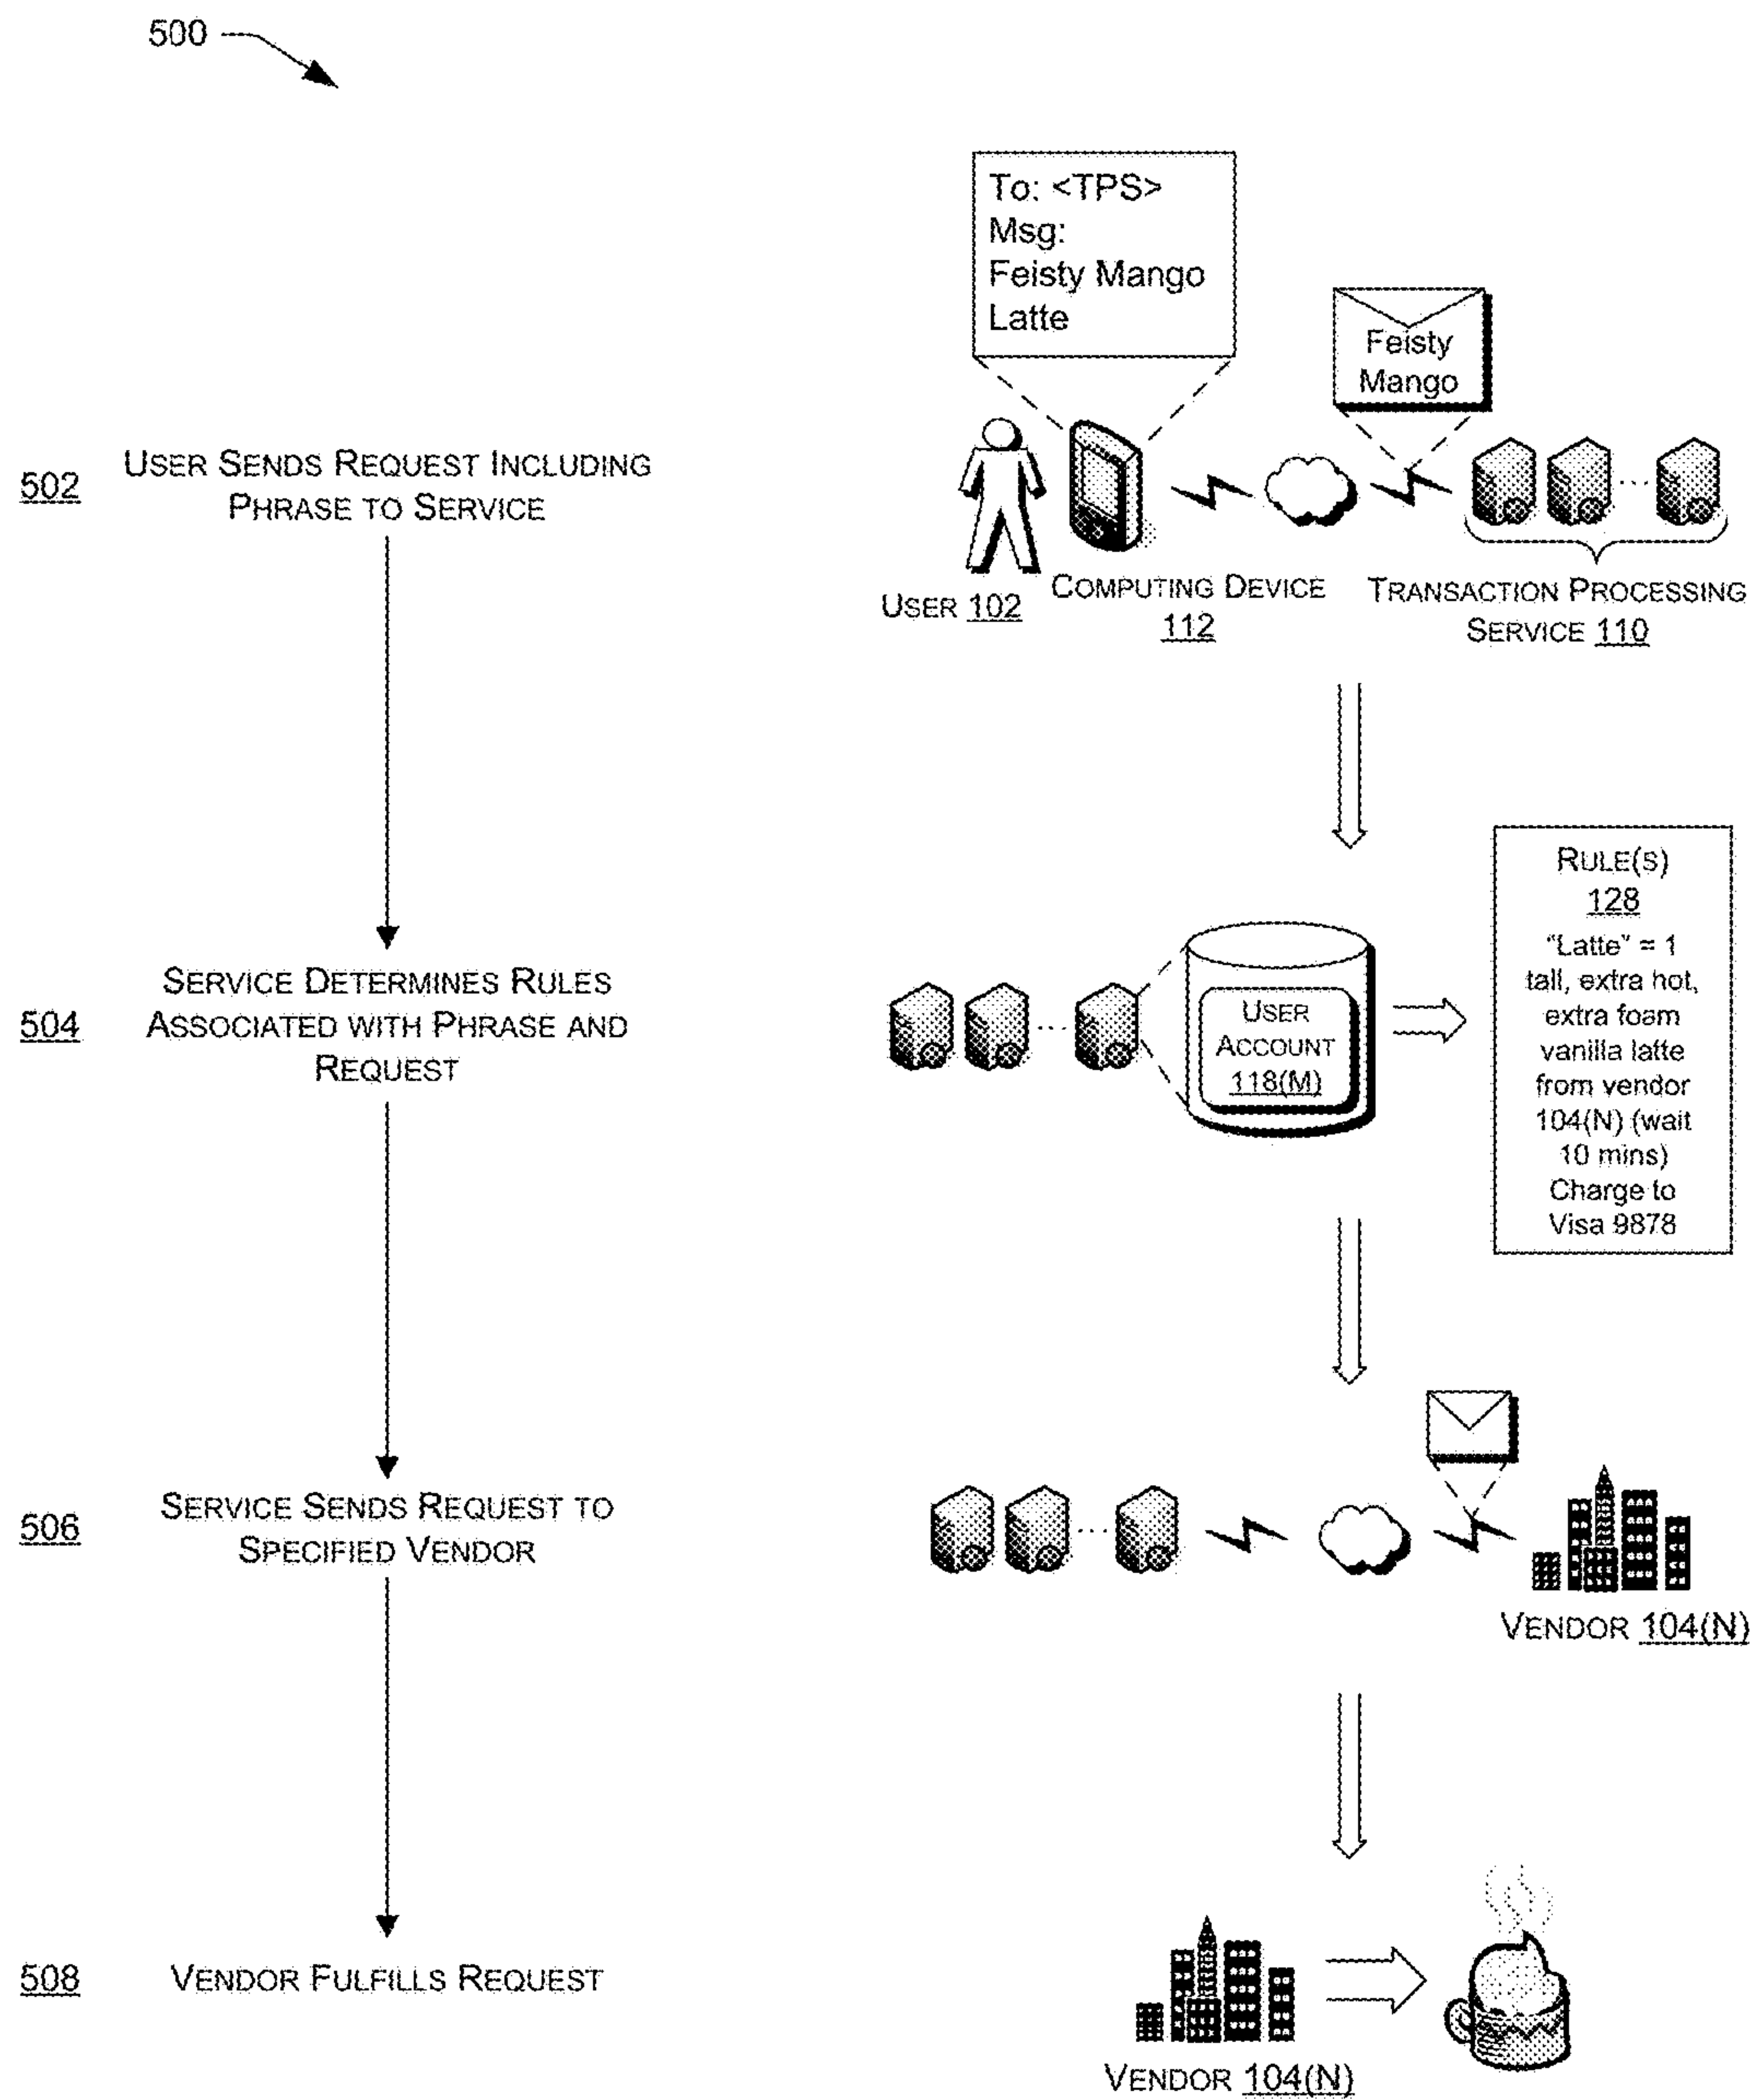 500
To: <TPS>
Msg:
Feisty Mango
Latte
Feisty
Mango
502
USER SENDS REQUEST INCLUDING
PHRASE TO SERVICE
USER 102
COMPUTING DEVICE
112
TRANSACTION PROCESSING
SERVICE 110
504
SERVICE DETERMINES RULES
ASSOCIATED WITH PHRASE AND
REQUEST
USER
ACCOUNT
118(M)
RULE(S)
128
"Latte" = 1
tall, extra hot,
extra foam
vanilla latte
from vendor
104(N) (wait
10 mins)
Charge to
Visa 9878
506
SERVICE SENDS REQUEST TO
SPECIFIED VENDOR
VENDOR 104(N)
508
VENDOR FULFILLS REQUEST
VENDOR 104(N)